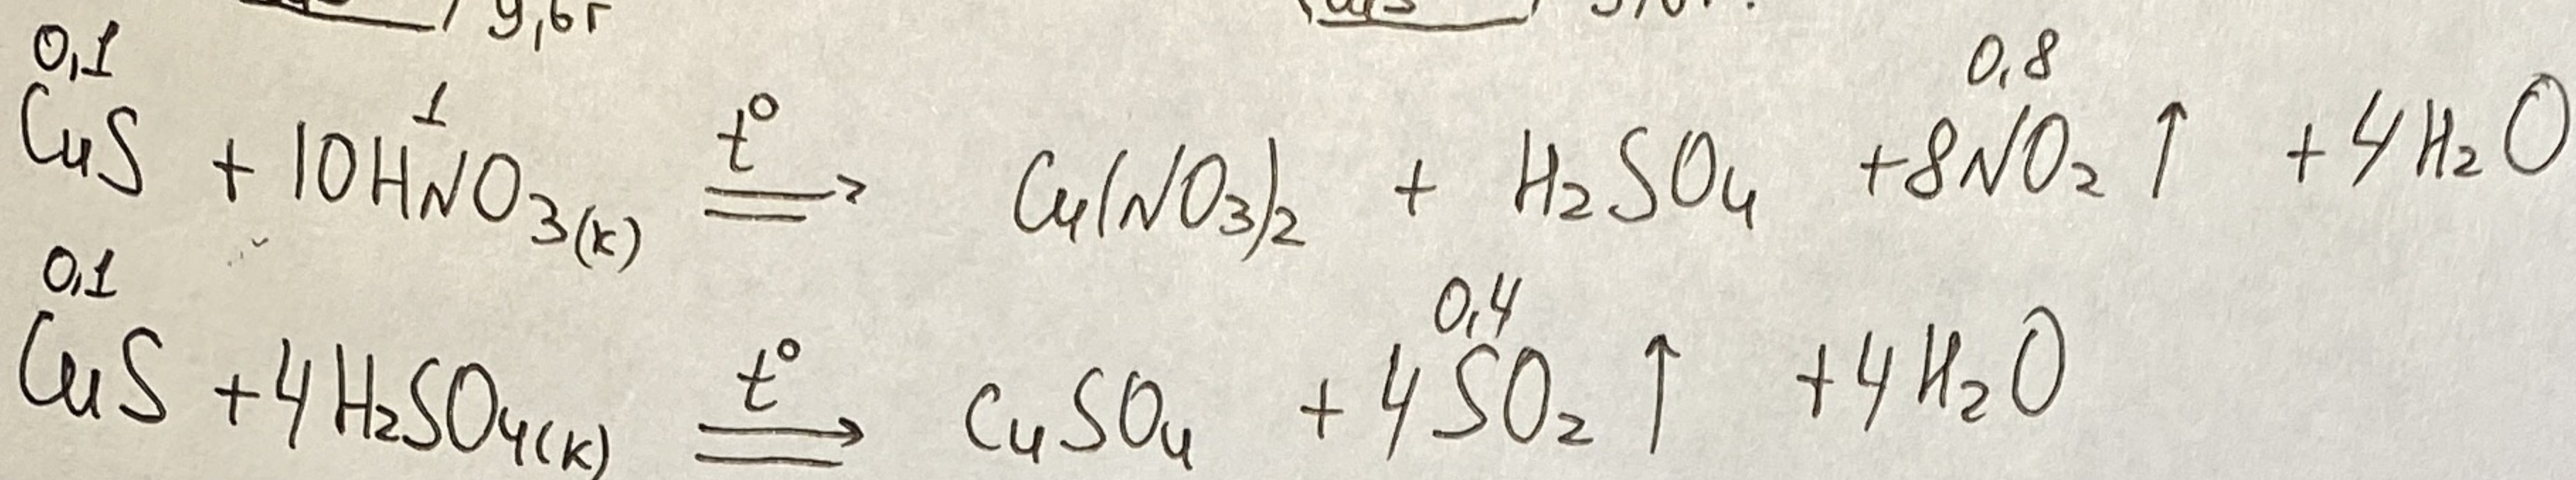 9,6г
0,1 1 0,8
CuS + 10HNO₃(к) t° ⟹ Cu(NO₃)₂ + H₂SO₄ + 8NO₂↑ + 4H₂O
0,1 0,4
CuS + 4H₂SO₄(к) t° ⟹ CuSO₄ + 4SO₂↑ + 4H₂O